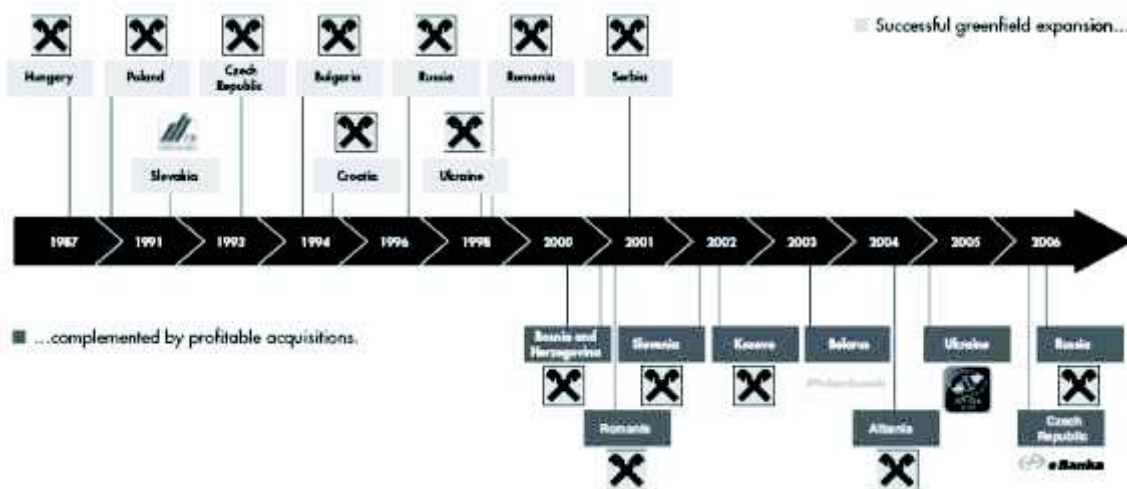 Successful greenfield expansion...
Hungary
Poland
Czech
Republic
Bulgaria
Russia
Romania
Serbia
Slovakia
Croatia
Ukraine
1987
1991
1993
1994
1996
1998
2000
2001
2002
2003
2004
2005
2006
...complemented by profitable acquisitions.
Bosnia and
Herzegovina
Slovenia
Kosovo
Belarus
Ukraine
Russia
Romania
Albania
Czech
Republic
eBanka